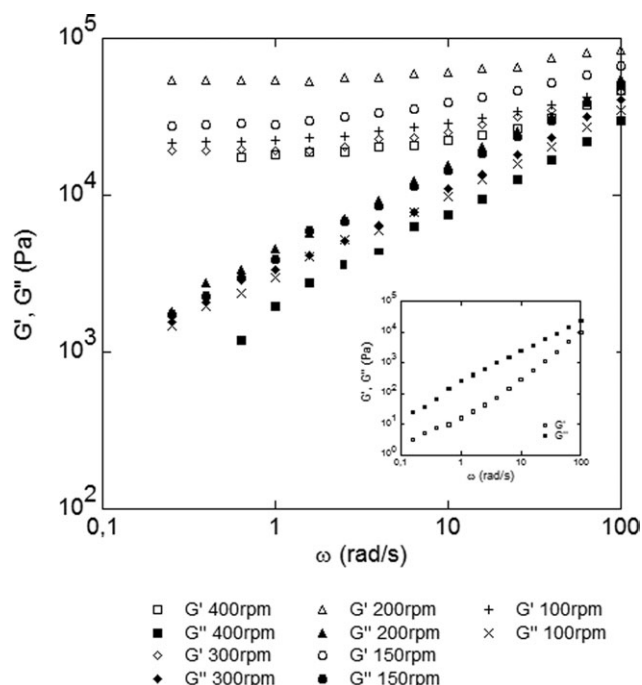 10⁵
10⁴
10³
10²
G', G'' (Pa)
0,1
1
10
100
ω (rad/s)
10⁵
10⁴
10³
10²
10¹
10⁰
G', G'' (Pa)
0,1
1
10
100
ω (rad/s)
G' 400rpm
G'' 400rpm
G' 300rpm
G'' 300rpm
G' 200rpm
G'' 200rpm
G' 150rpm
G'' 150rpm
G' 100rpm
G'' 100rpm